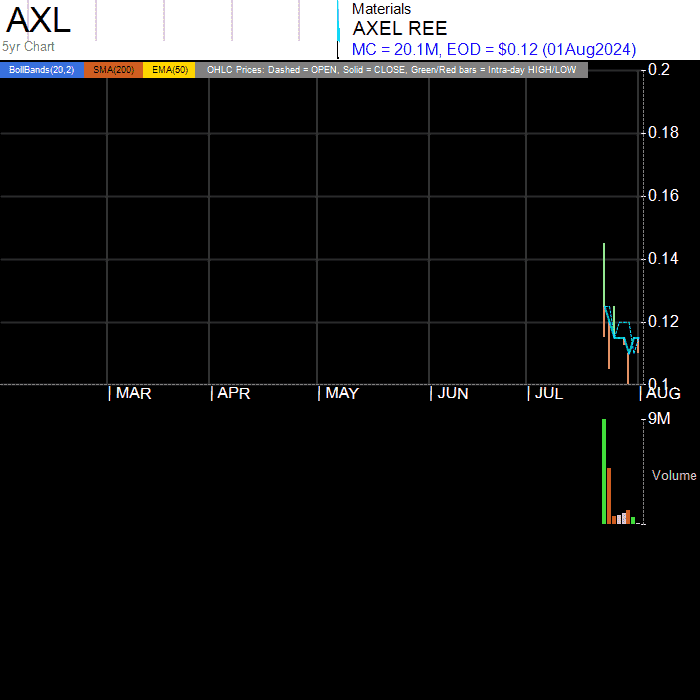 AXL
5yr Chart
Materials
AXEL REE
MC = 20.1M, EOD = $0.12 (01Aug2024)
BollBands(20,2) SMA(200) EMA(50) OHLC Prices: Dashed = OPEN, Solid = CLOSE, Green/Red bars = Intra-day HIGH/LOW
0.2
0.18
0.16
0.14
0.12
0.1
MAR APR MAY JUN JUL AUG
9M
Volume